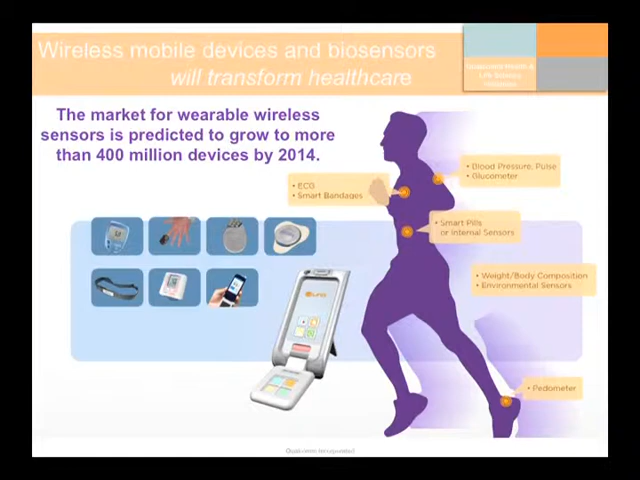 Wireless mobile devices and biosensors
will transform healthcare
Life Sciences
The market for wearable wireless
sensors is predicted to grow to more
than 400 million devices by 2014.
• ECG
• Smart Bandages
• Blood Pressure, Pulse
• Glucometer
• Smart Pills
or Internal Sensors
• Weight/Body Composition
• Environmental Sensors
• Pedometer